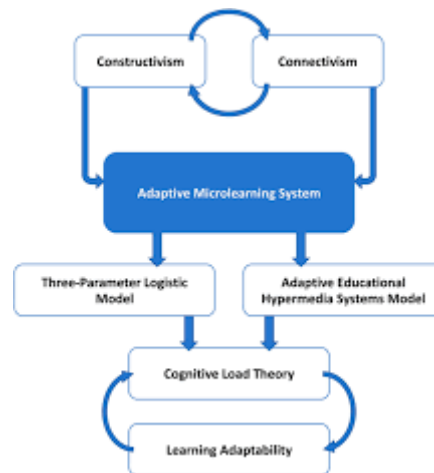 Constructivism
Connectivism
Adaptive Microlearning System
Three-Parameter Logistic
Model
Adaptive Educational
Hypermedia Systems Model
Cognitive Load Theory
Learning Adaptability